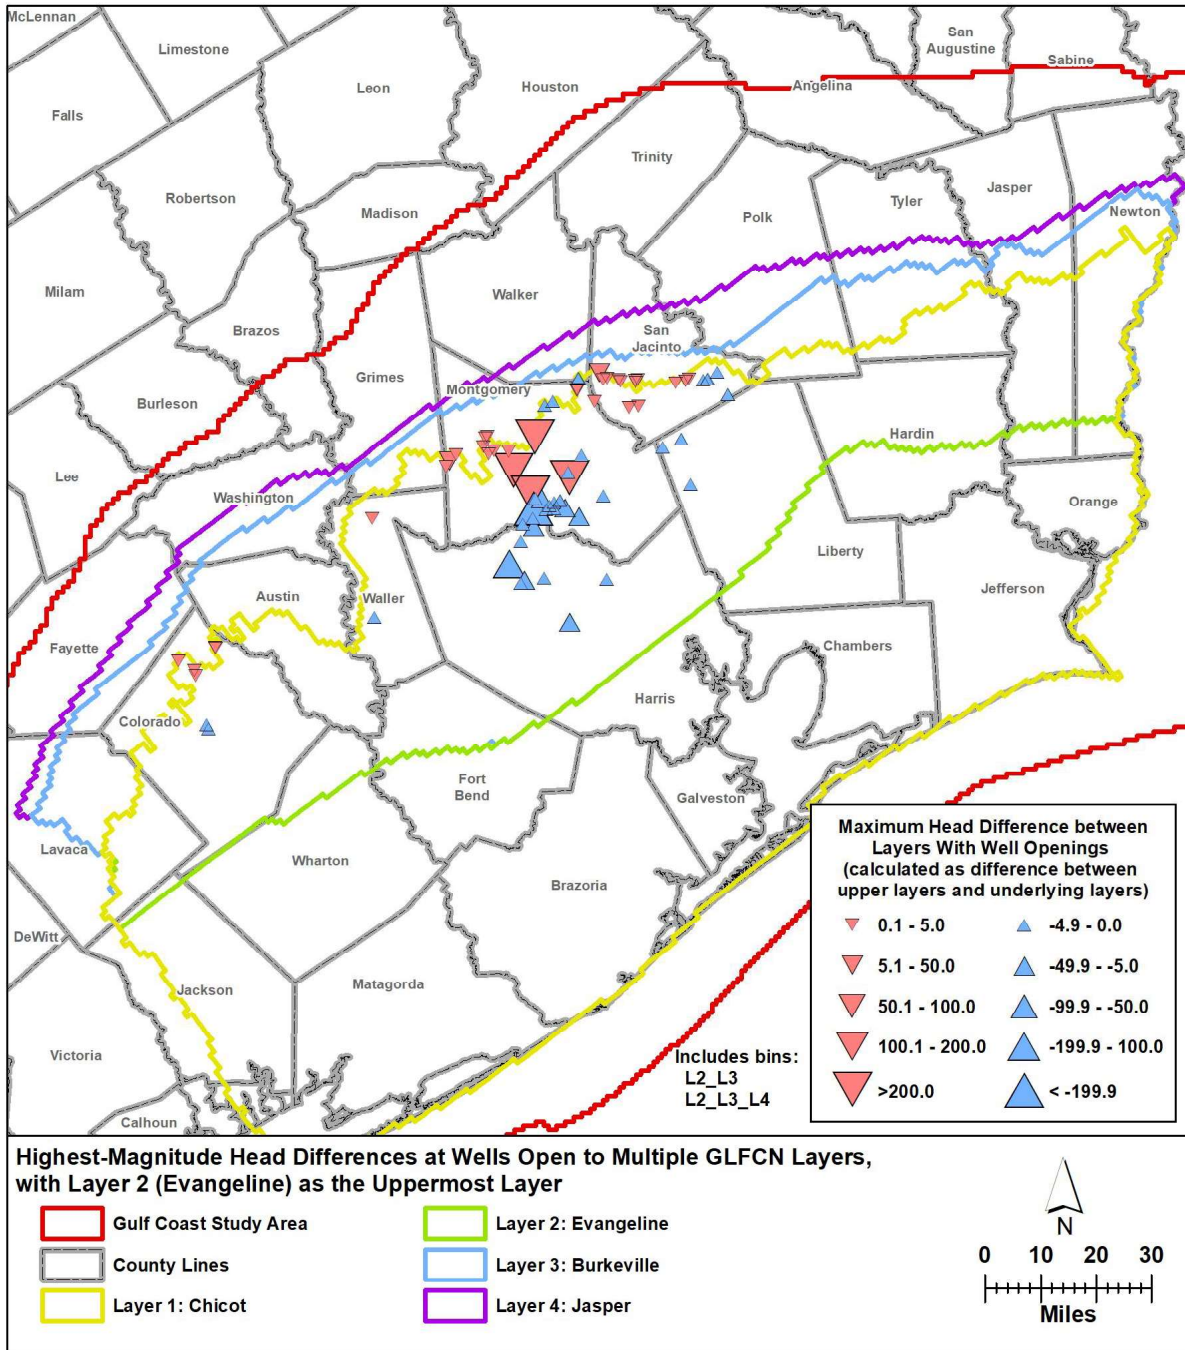 McLennan
Limestone
Falls
Leon
Houston
San
Augustine
Sabine
Angelina
Robertson
Madison
Trinity
Polk
Tyler
Jasper
Newton
Milam
Brazos
Walker
San
Jacinto
Grimes
Montgomery
Burleson
Hardin
Lee
Washington
Orange
Liberty
Jefferson
Austin
Waller
Fayette
Chambers
Harris
Colorado
Fort
Bend
Galveston
Lavaca
Wharton
Brazoria
DeWitt
Jackson
Matagorda
Victoria
Calhoun
Includes bins:
L2_L3
L2_L3_L4
Maximum Head Difference between
Layers With Well Openings
(calculated as difference between
upper layers and underlying layers)
0.1 - 5.0
-4.9 - 0.0
5.1 - 50.0
-49.9 - -5.0
50.1 - 100.0
-99.9 - -50.0
100.1 - 200.0
-199.9 - 100.0
>200.0
< -199.9
Highest-Magnitude Head Differences at Wells Open to Multiple GLFCN Layers,
with Layer 2 (Evangeline) as the Uppermost Layer
Gulf Coast Study Area
Layer 2: Evangeline
County Lines
Layer 3: Burkeville
Layer 1: Chicot
Layer 4: Jasper
N
0 10 20 30
Miles